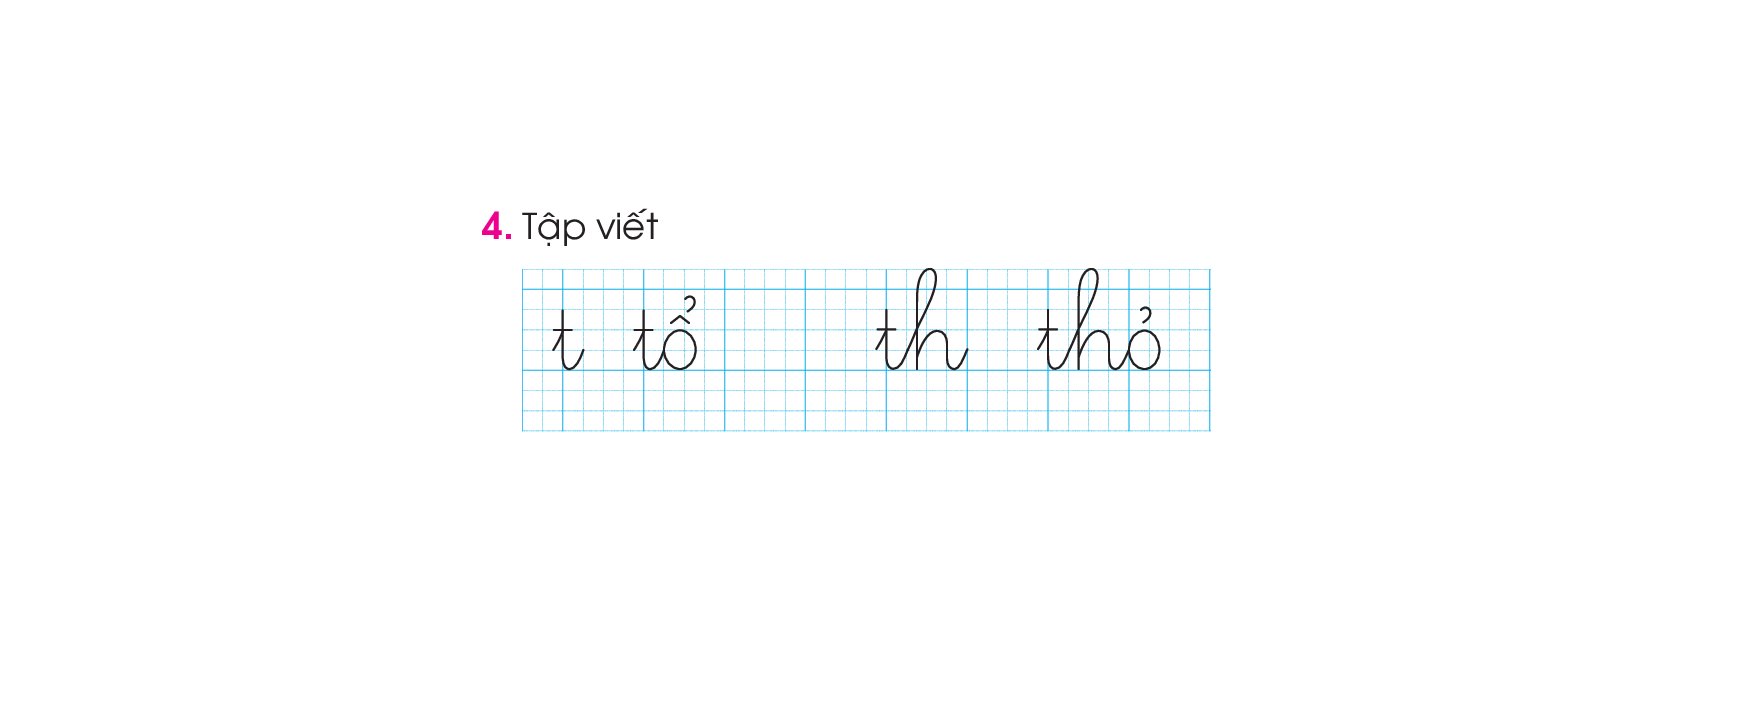 4. Tập viết
t tổ th thỏ